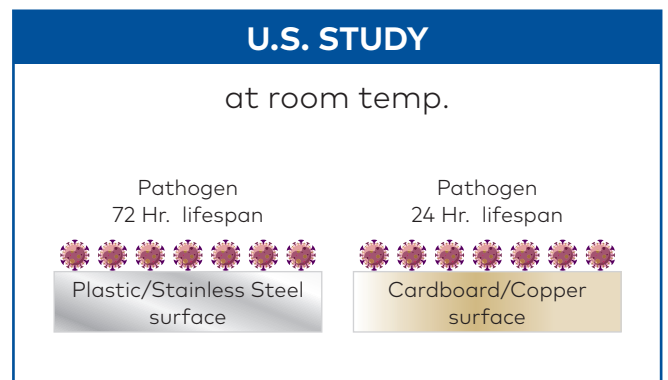 U.S. STUDY
at room temp.
Pathogen
72 Hr. lifespan
Plastic/Stainless Steel
surface
Pathogen
24 Hr. lifespan
Cardboard/Copper
surface